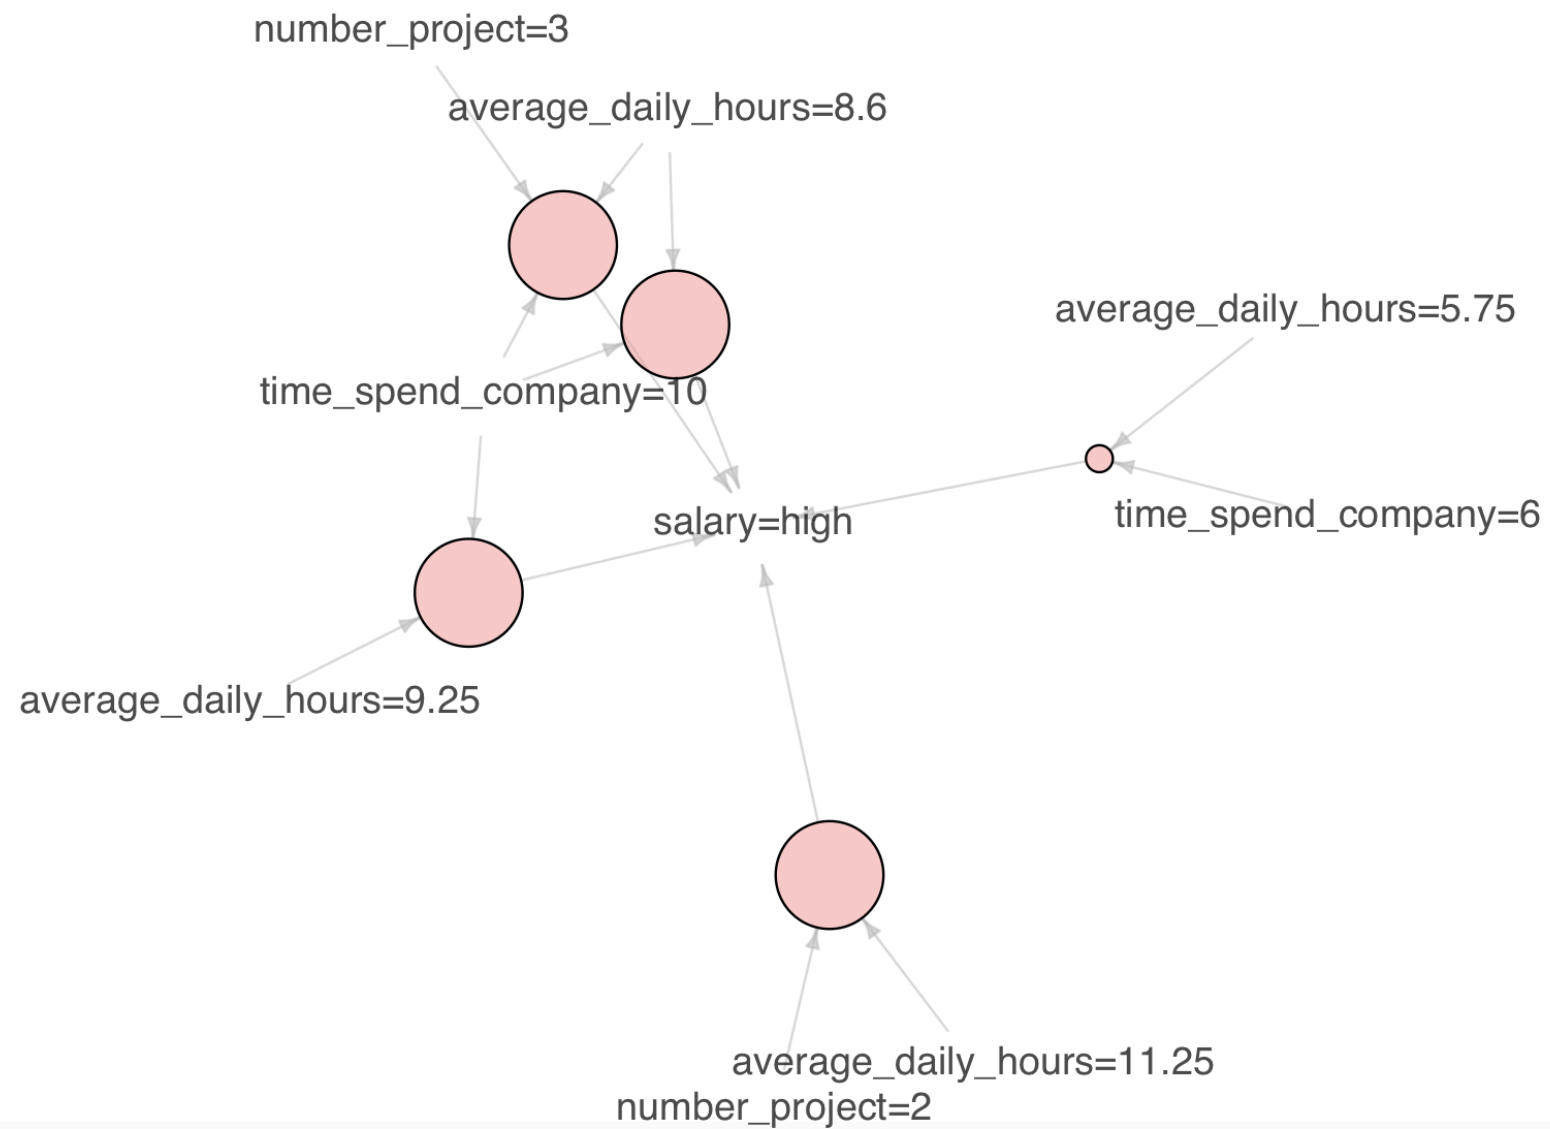 number_project=3
average_daily_hours=8.6
average_daily_hours=5.75
time_spend_company=10
time_spend_company=6
salary=high
average_daily_hours=9.25
average_daily_hours=11.25
number_project=2